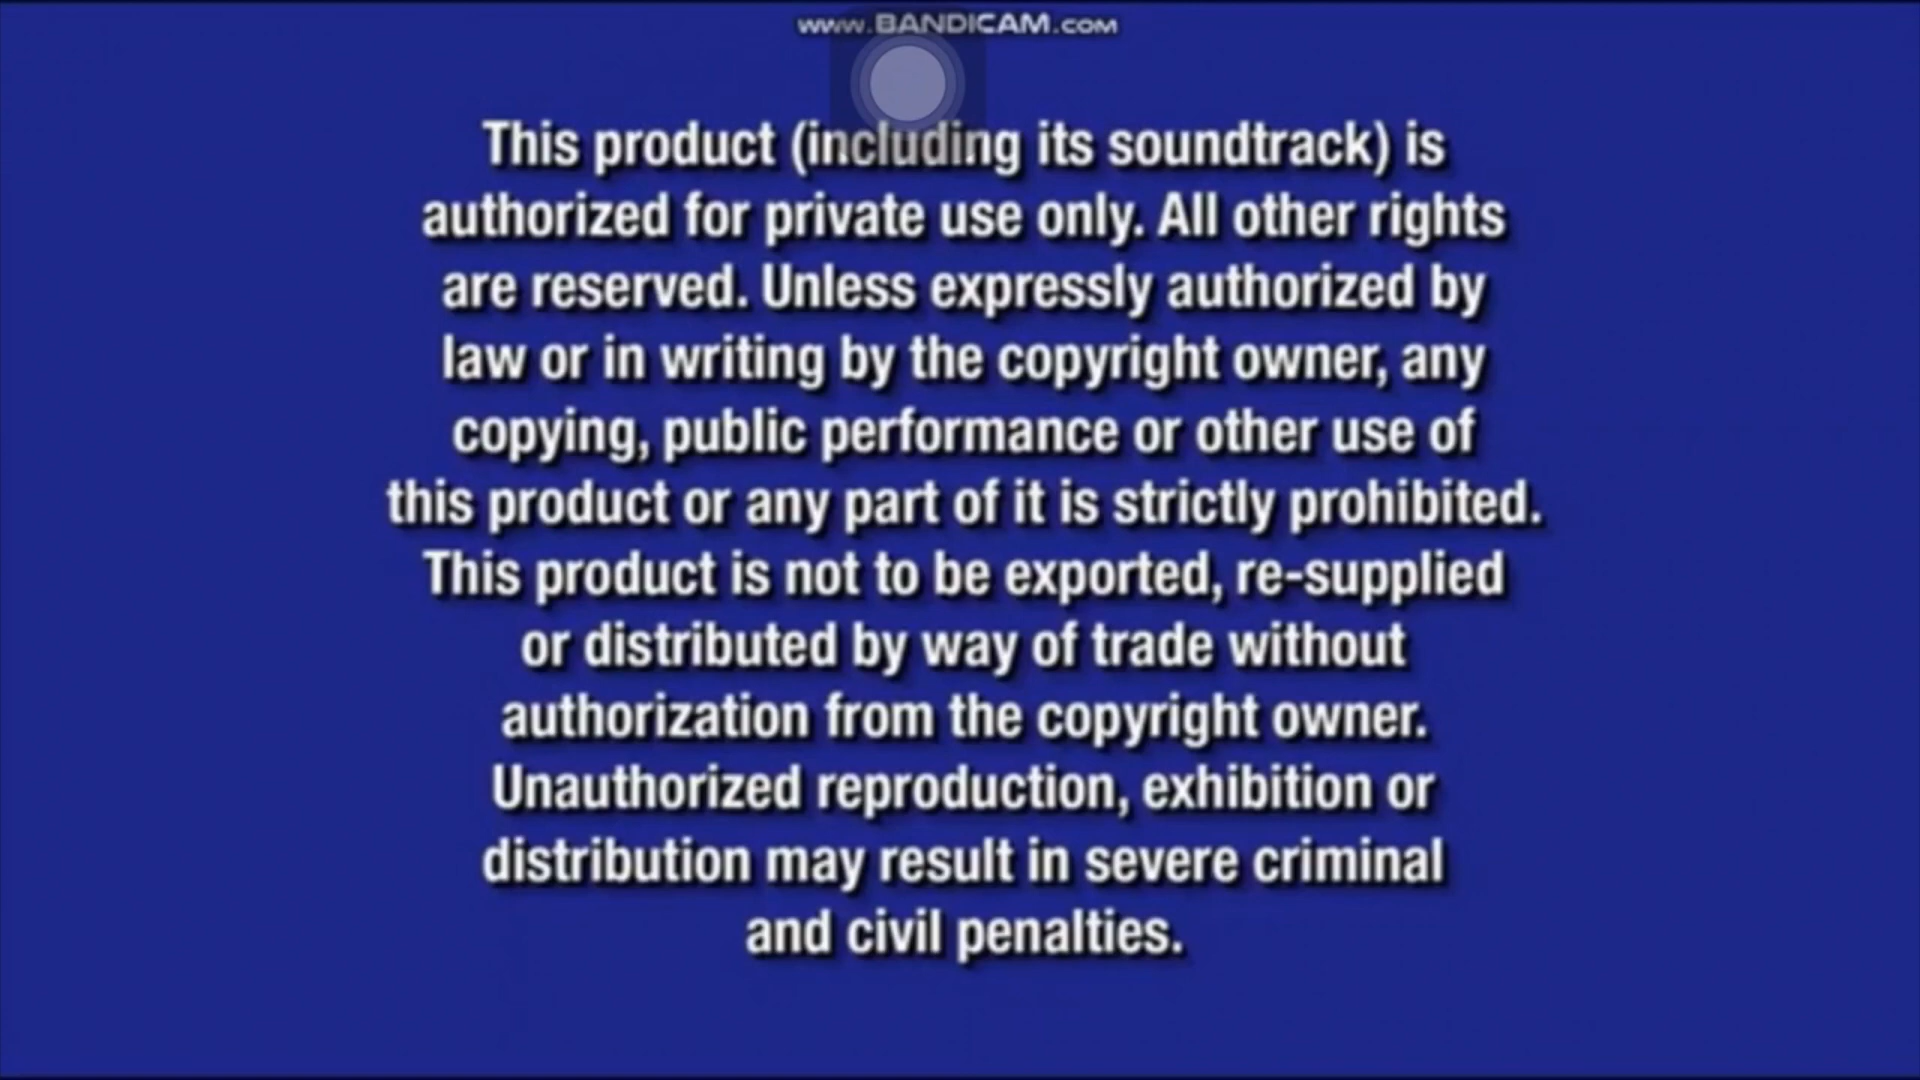 www.BANDICAM.com
This product (including its soundtrack) is
authorized for private use only. All other rights
are reserved. Unless expressly authorized by
law or in writing by the copyright owner, any
copying, public performance or other use of
this product or any part of it is strictly prohibited.
This product is not to be exported, re-supplied
or distributed by way of trade without
authorization from the copyright owner.
Unauthorized reproduction, exhibition or
distribution may result in severe criminal
and civil penalties.